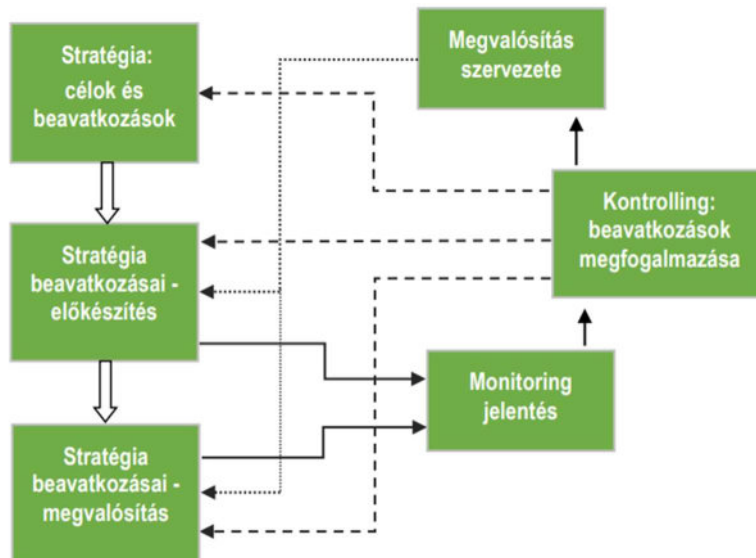 Stratégia:
célok és
beavatkozások
Megvalósítás
szervezete
Stratégia
beavatkozásai -
előkészítés
Kontrolling:
beavatkozások
megfogalmazása
Monitoring
jelentés
Stratégia
beavatkozásai -
megvalósítás